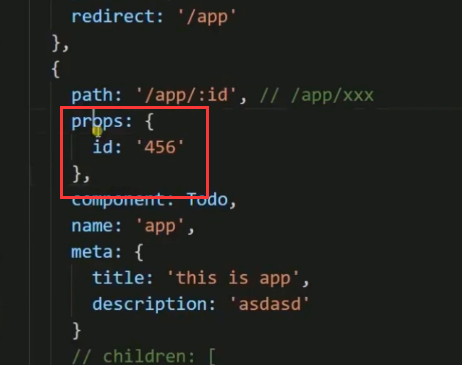 redirect: '/app'
},
{
path: '/app/:id', // /app/xxx
props: {
id: '456'
},
component: Todo,
name: 'app',
meta: {
title: 'this is app',
description: 'asdasd'
}
// children: [